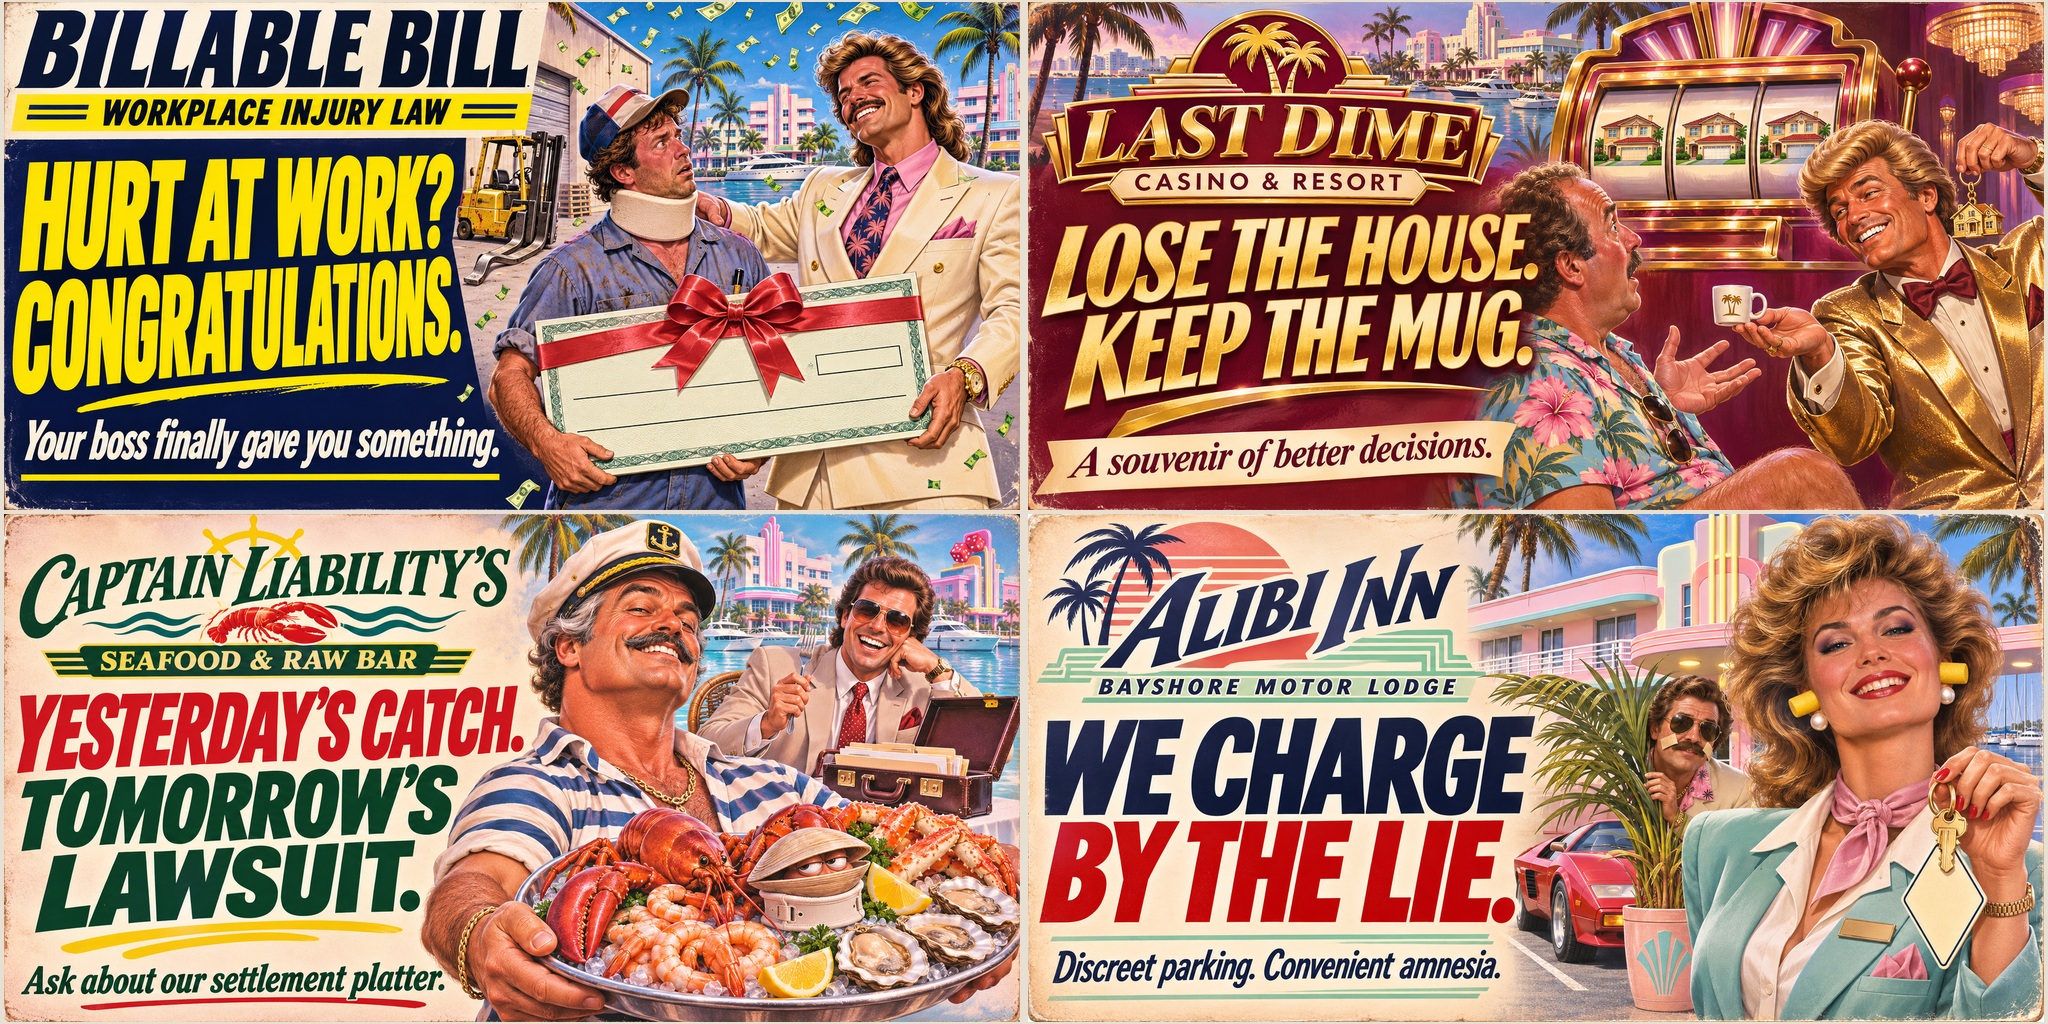 BILLABLE BILL
WORKPLACE INJURY LAW
HURT AT WORK?
CONGRATULATIONS.
Your boss finally gave you something.
LAST DIME
CASINO & RESORT
LOSE THE HOUSE.
KEEP THE MUG.
A souvenir of better decisions.
CAPTAIN LIABILITY'S
SEAFOOD & RAW BAR
YESTERDAY'S CATCH.
TOMORROW'S
LAWSUIT.
Ask about our settlement platter.
ALIBI INN
BAYSHORE MOTOR LODGE
WE CHARGE
BY THE LIE.
Discreet parking. Convenient amnesia.